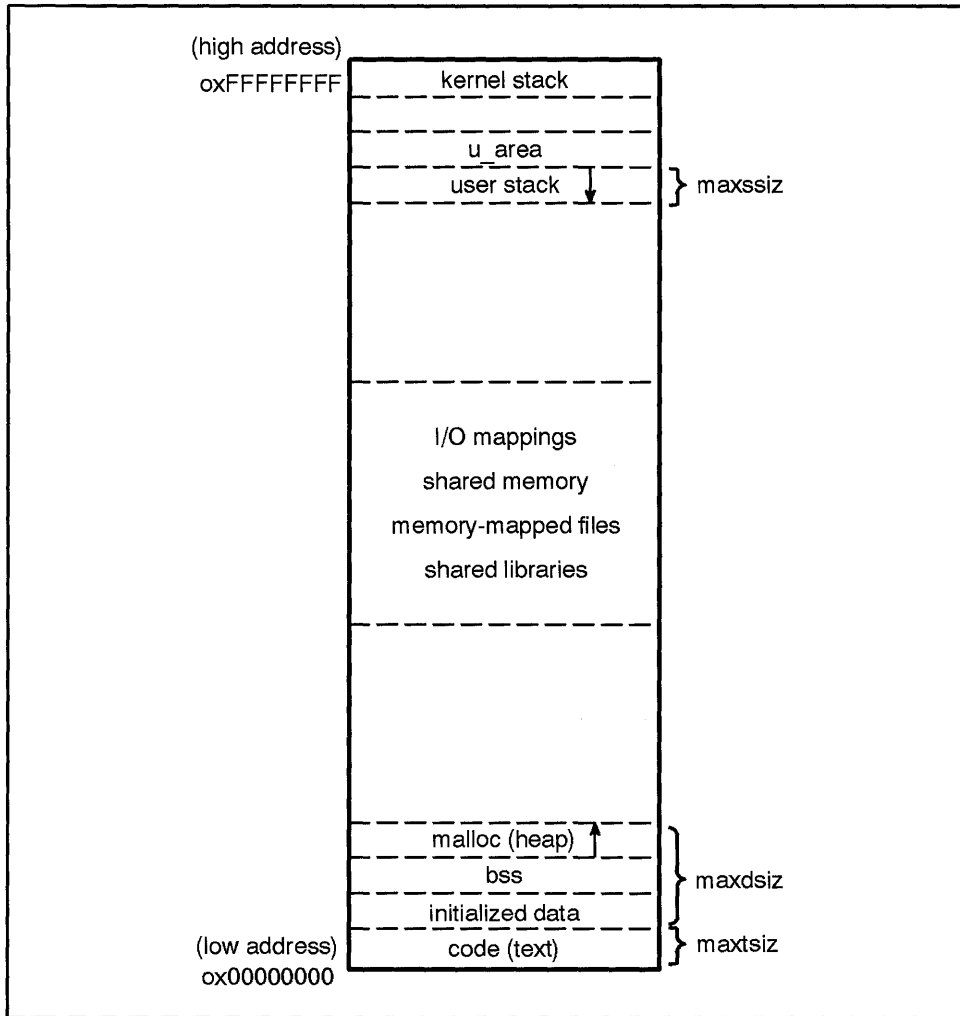 (high address)
oxFFFFFFFF
kernel stack
u_area
user stack
maxssiz
I/O mappings
shared memory
memory-mapped files
shared libraries
malloc (heap)
bss
maxdsiz
initialized data
(low address)
code (text)
maxtsiz
ox00000000